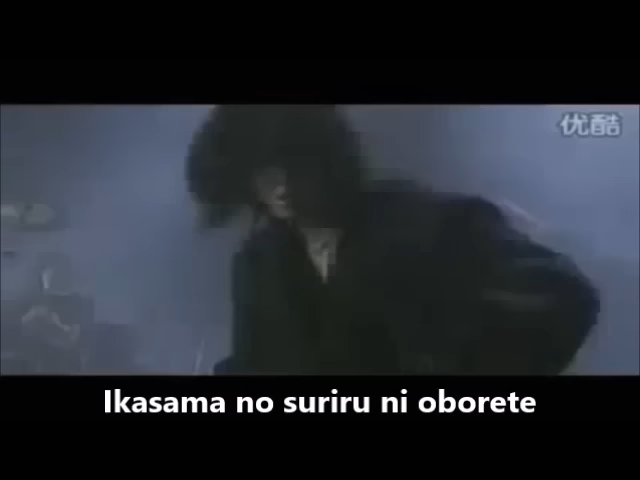 优酷
Ikasama no suriru ni oborete